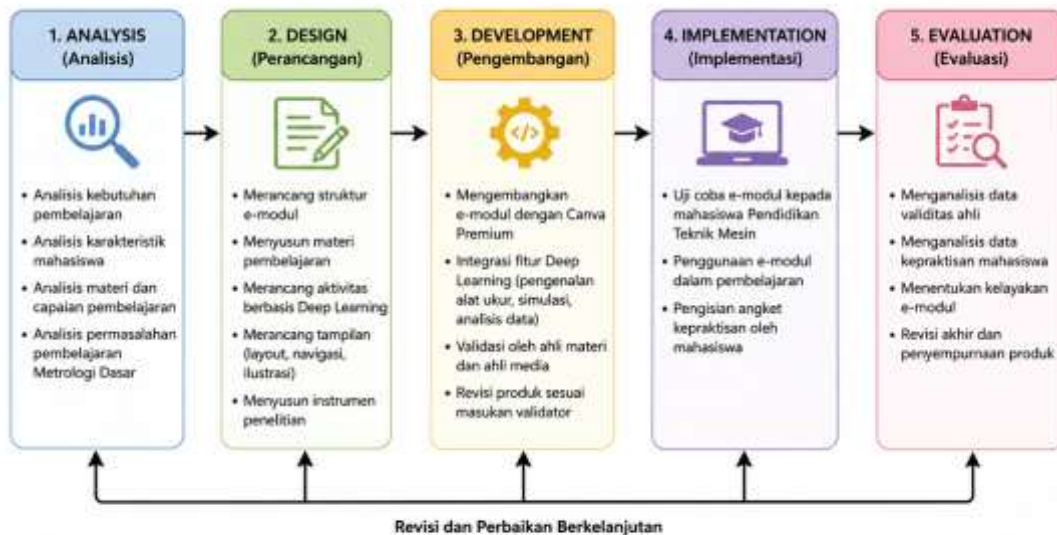 1. ANALYSIS
(Analisis)
• Analisis kebutuhan
pembelajaran
• Analisis karakteristik
mahasiswa
• Analisis materi dan
capaian pembelajaran
• Analisis permasalahan
pembelajaran
Metrologi Dasar
2. DESIGN
(Perancangan)
• Merancang struktur
e-modul
• Menyusun materi
pembelajaran
• Merancang aktivitas
berbasis Deep Learning
• Merancang tampilan
(layout, navigasi,
ilustrasi)
• Menyusun instrumen
penelitian
3. DEVELOPMENT
(Pengembangan)
</>
• Mengembangkan
e-modul dengan Canva
Premium
• Integrasi fitur Deep
Learning (pengenalan
alat ukur, simulasi,
analisis data)
• Validasi oleh ahli materi
dan ahli media
• Revisi produk sesuai
masukan validator
4. IMPLEMENTATION
(Implementasi)
• Uji coba e-modul kepada
mahasiswa Pendidikan
Teknik Mesin
• Penggunaan e-modul
dalam pembelajaran
• Pengisian angket
kepraktisan oleh
mahasiswa
5. EVALUATION
(Evaluasi)
• Menganalisis data
validitas ahli
• Menganalisis data
kepraktisan mahasiswa
• Menentukan kelayakan
e-modul
• Revisi akhir dan
penyempurnaan produk
Revisi dan Perbaikan Berkelanjutan